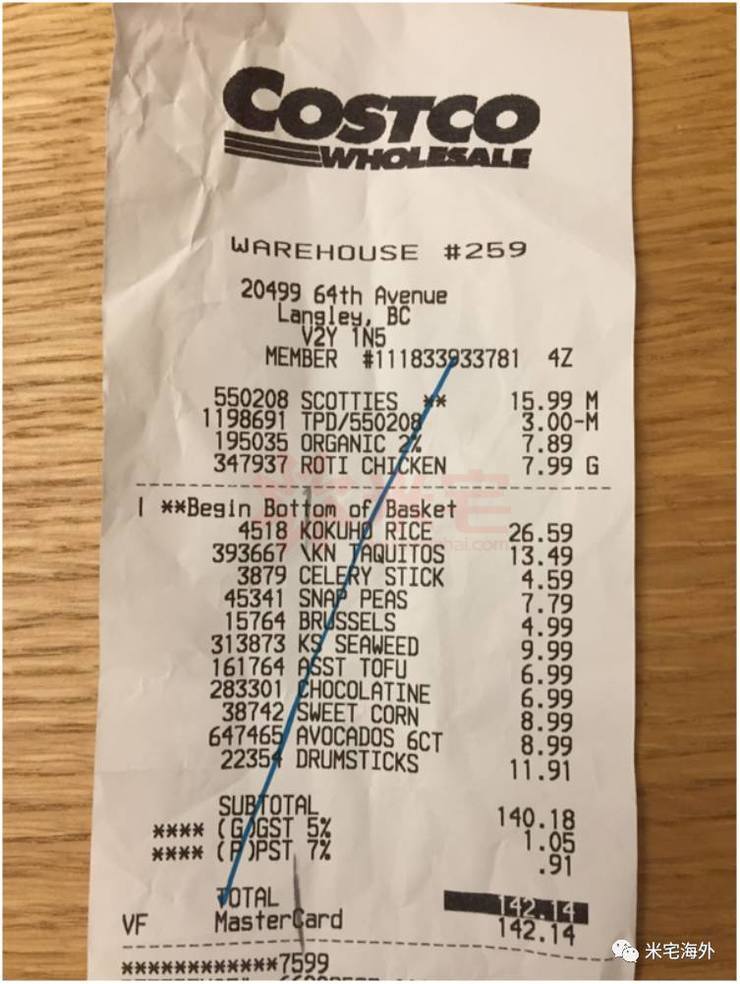 COSTCO
WHOLESALE
WAREHOUSE #259
20499 64th Avenue
Langley, BC
V2Y 1N5
MEMBER #111833933781 4Z
550208 SCOTTIES ** 15.99 M
1198691 TPD/550208 3.00-M
195035 ORGANIC 2% 7.89
347937 ROTI CHICKEN 7.99 G
**Begin Bottom of Basket
4518 KOKUHO RICE 26.59
393667 \KN TAQUITOS 13.49
3879 CELERY STICK 4.59
45341 SNAP PEAS 7.79
15764 BRUSSELS 4.99
313873 KS SEAWEED 9.99
161764 ASST TOFU 6.99
283301 CHOCOLATINE 6.99
38742 SWEET CORN 8.99
647465 AVOCADOS 6CT 8.99
22354 DRUMSTICKS 11.91
SUBTOTAL 140.18
**** (G)GST 5% 1.05
**** (P)PST 7% .91
TOTAL 142.14
VF MasterCard 142.14
************7599
米宅海外